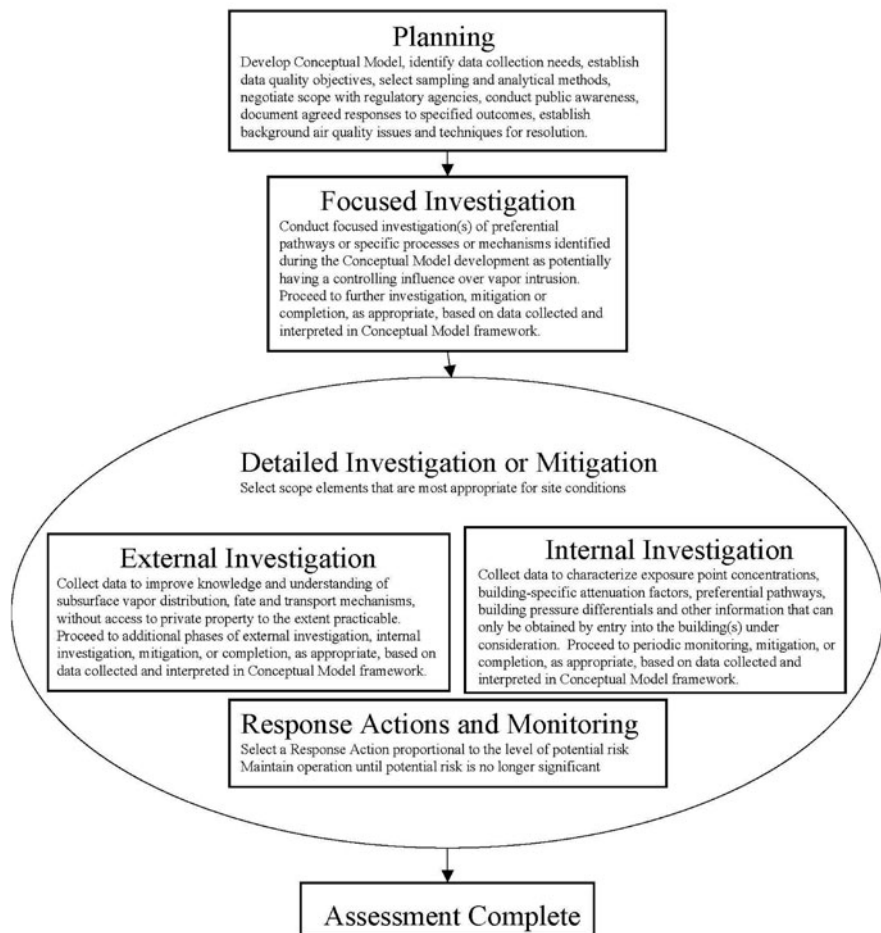 Planning
Develop Conceptual Model, identify data collection needs, establish
data quality objectives, select sampling and analytical methods,
negotiate scope with regulatory agencies, conduct public awareness,
document agreed responses to specified outcomes, establish
background air quality issues and techniques for resolution.
Focused Investigation
Conduct focused investigation(s) of preferential
pathways or specific processes or mechanisms identified
during the Conceptual Model development as potentially
having a controlling influence over vapor intrusion.
Proceed to further investigation, mitigation or
completion, as appropriate, based on data collected and
interpreted in Conceptual Model framework.
Detailed Investigation or Mitigation
Select scope elements that are most appropriate for site conditions
External Investigation
Collect data to improve knowledge and understanding of
subsurface vapor distribution, fate and transport mechanisms,
without access to private property to the extent practicable.
Proceed to additional phases of external investigation, internal
investigation, mitigation, or completion, as appropriate, based on
data collected and interpreted in Conceptual Model framework.
Internal Investigation
Collect data to characterize exposure point concentrations,
building-specific attenuation factors, preferential pathways,
building pressure differentials and other information that can
only be obtained by entry into the building(s) under
consideration. Proceed to periodic monitoring, mitigation, or
completion, as appropriate, based on data collected and
interpreted in Conceptual Model framework.
Response Actions and Monitoring
Select a Response Action proportional to the level of potential risk
Maintain operation until potential risk is no longer significant
Assessment Complete